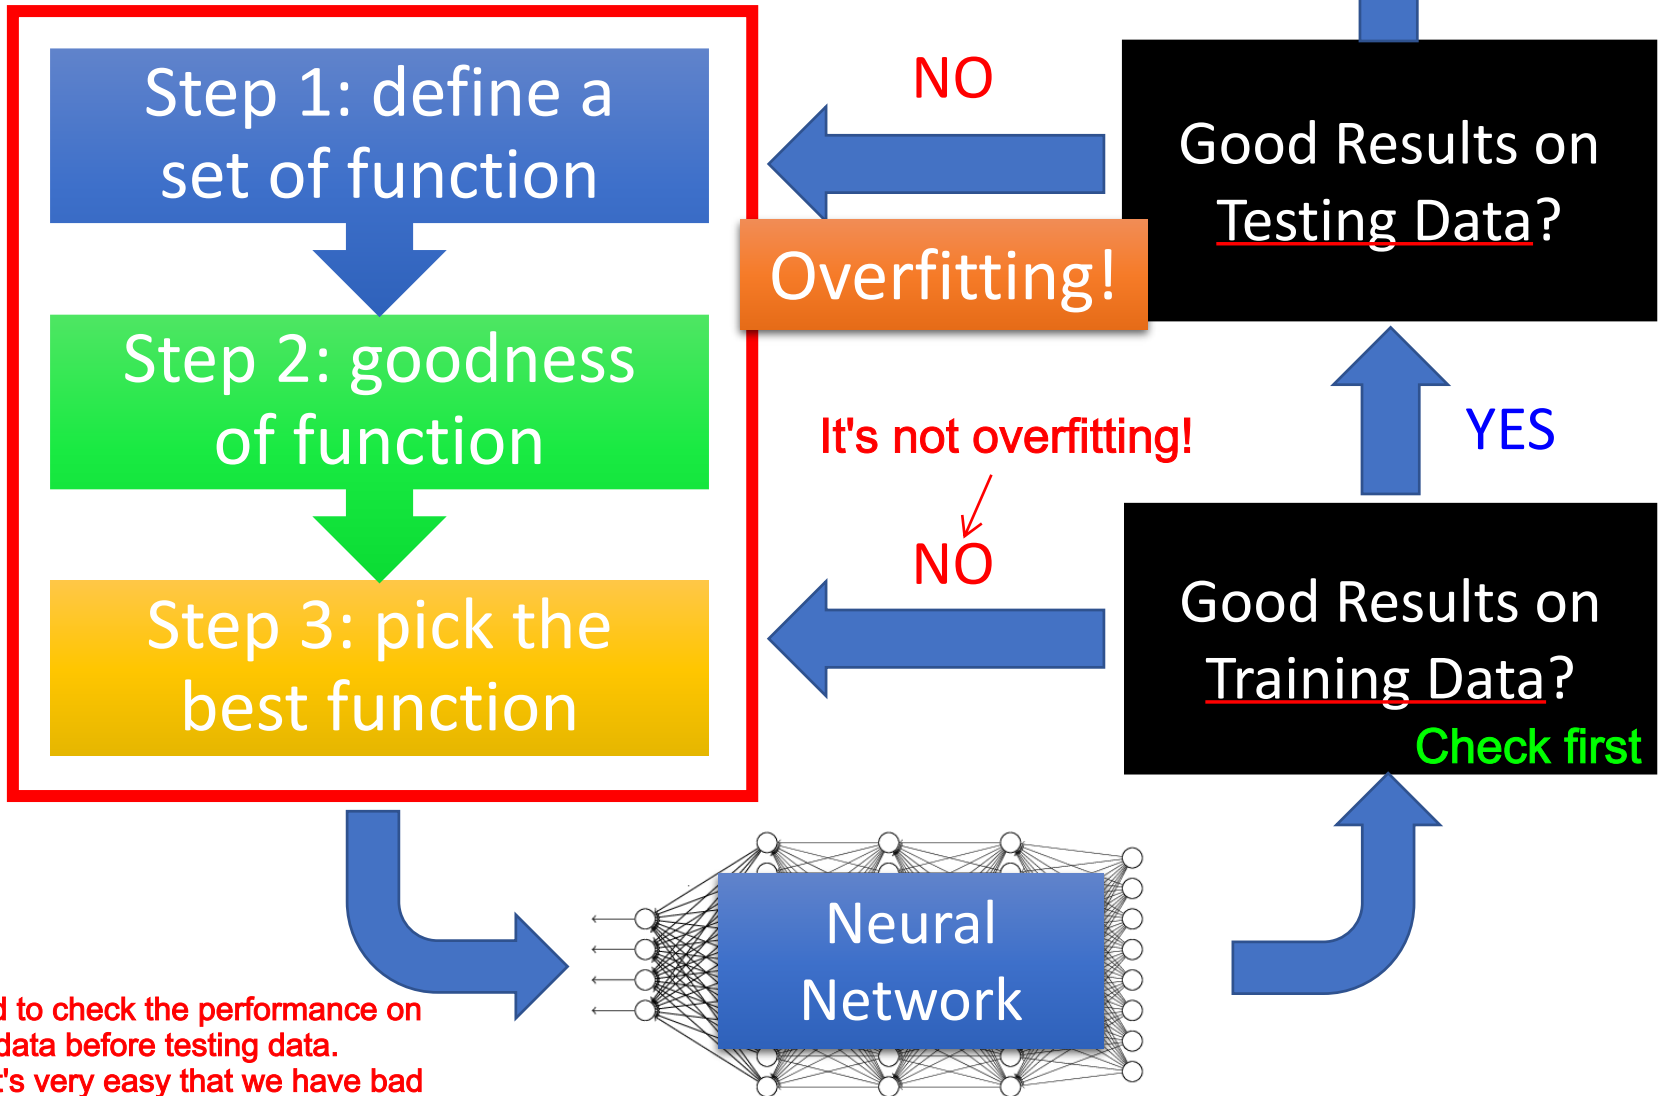 Step 1: define a
set of function
Step 2: goodness
of function
Step 3: pick the
best function
NO
Overfitting!
Good Results on
Testing Data?
It's not overfitting!
YES
NO
Good Results on
Training Data?
Check first
Neural
Network
to check the performance on
data before testing data.
very easy that we have bad